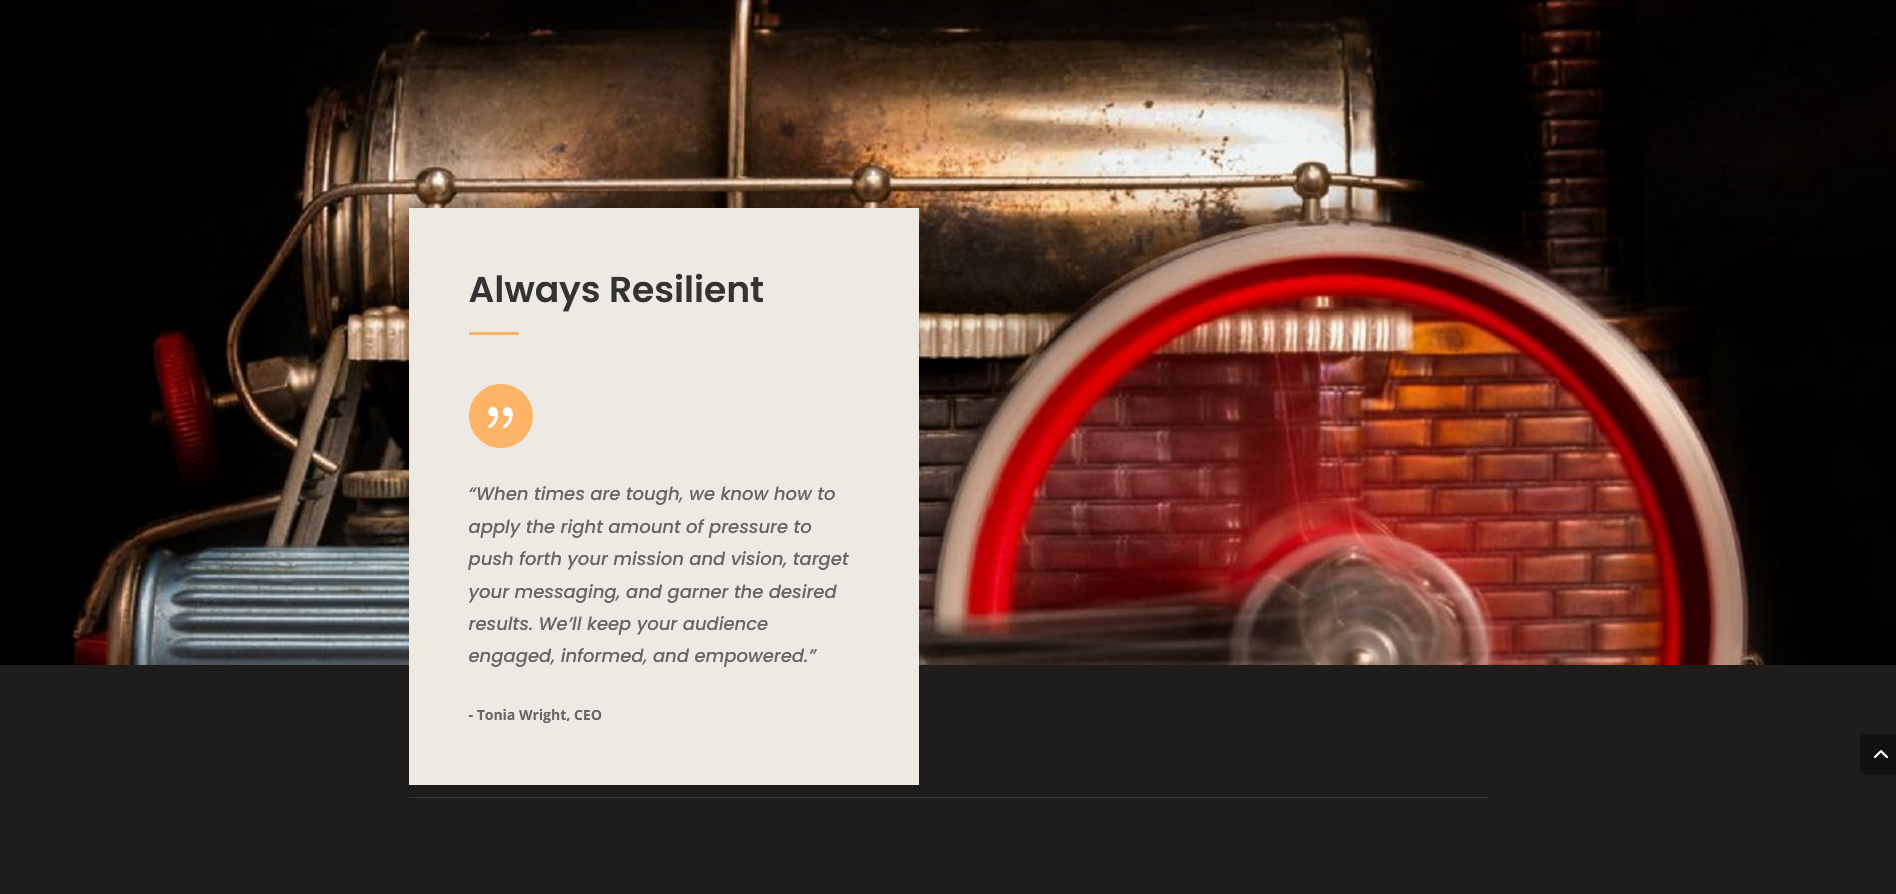 Always Resilient
“When times are tough, we know how to
apply the right amount of pressure to
push forth your mission and vision, target
your messaging, and garner the desired
results. We’ll keep your audience
engaged, informed, and empowered.”
- Tonia Wright, CEO